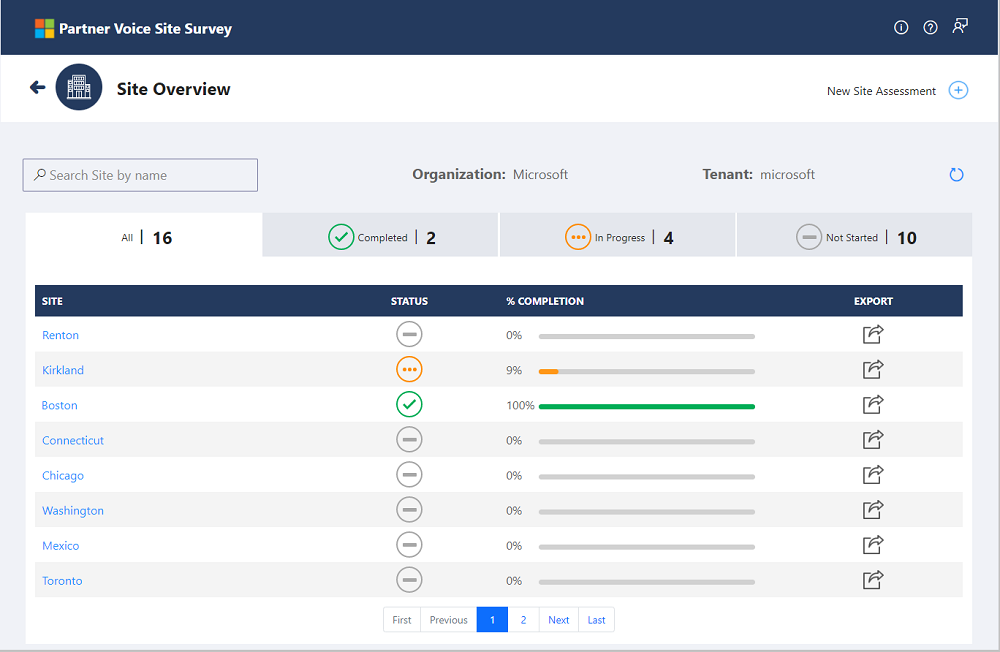 Partner Voice Site Survey
Site Overview
New Site Assessment
Search Site by name
Organization: Microsoft
Tenant: microsoft
All | 16
Completed | 2
In Progress | 4
Not Started | 10
SITE STATUS % COMPLETION EXPORT
Renton 0%
Kirkland 9%
Boston 100%
Connecticut 0%
Chicago 0%
Washington 0%
Mexico 0%
Toronto 0%
First Previous 1 2 Next Last